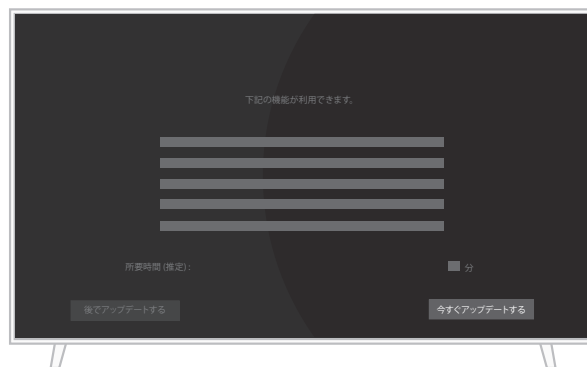 下記の機能が利用できます。
所要時間 (推定) :
分
後でアップデートする
今すぐアップデートする